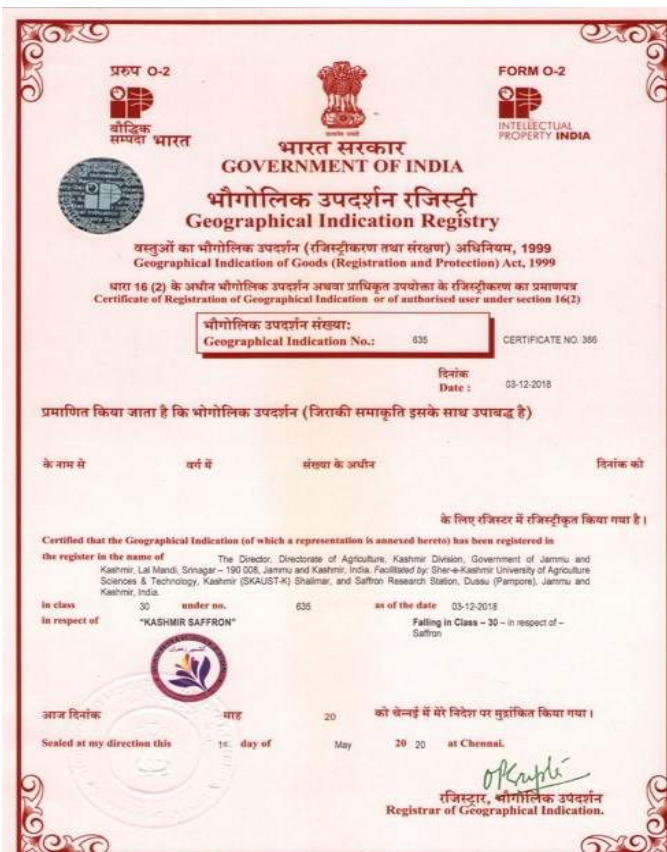 प्ररुप O-2
FORM O-2
बौद्धिक
सम्पदा भारत
INTELLECTUAL
PROPERTY INDIA
भारत सरकार
GOVERNMENT OF INDIA
भौगोलिक उपदर्शन रजिस्ट्री
Geographical Indication Registry
वस्तुओं का भौगोलिक उपदर्शन (रजिस्ट्रीकरण तथा संरक्षण) अधिनियम, 1999
Geographical Indication of Goods (Registration and Protection) Act, 1999
धारा 16 (2) के अधीन भौगोलिक उपदर्शन अथवा प्राधिकृत उपयोक्ता के रजिस्ट्रीकरण का प्रमाणपत्र
Certificate of Registration of Geographical Indication or of authorised user under section 16(2)
भौगोलिक उपदर्शन संख्या:
Geographical Indication No.: 635 CERTIFICATE NO. 366
दिनांक
Date : 03-12-2018
प्रमाणित किया जाता है कि भोगोलिक उपदर्शन (जिराकी समाकृति इसके साथ उपाबद्ध है)
के नाम से वर्ग में संख्या के अधीन दिनांक को
के लिए रजिस्टर में रजिस्ट्रीकृत किया गया है।
Certified that the Geographical Indication (of which a representation is annexed hereto) has been registered in
the register in the name of The Director, Directorate of Agriculture, Kashmir Division, Government of Jammu and
Kashmir, Lal Mandi, Srinagar – 190 008, Jammu and Kashmir, India. Facilitated by: Sher-e-Kashmir University of Agriculture
Sciences & Technology, Kashmir (SKAUST-K) Shalimar, and Saffron Research Station, Dussu (Pampore), Jammu and
Kashmir, India.
in class 30 under no. 635 as of the date 03-12-2018
in respect of "KASHMIR SAFFRON" Falling in Class – 30 – in respect of –
Saffron
आज दिनांक माह 20 को चेन्नई में मेरे निदेश पर मुद्रांकित किया गया।
Sealed at my direction this 1st day of May 20 20 at Chennai.
रजिस्ट्रार, भौगोलिक उपदर्शन
Registrar of Geographical Indication.